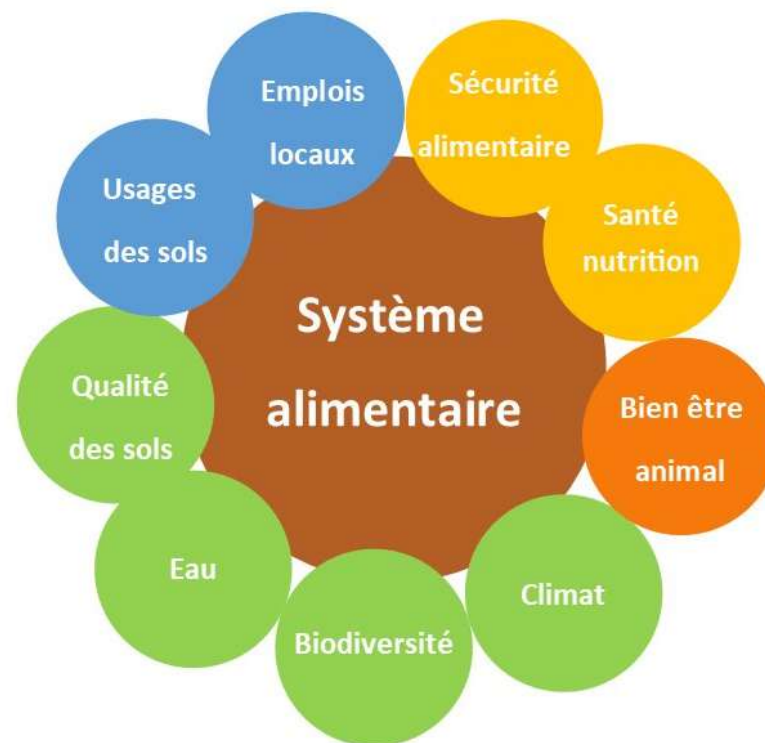 Emplois
locaux
Sécurité
alimentaire
Usages
des sols
Santé
nutrition
Système
alimentaire
Qualité
des sols
Bien être
animal
Eau
Climat
Biodiversité